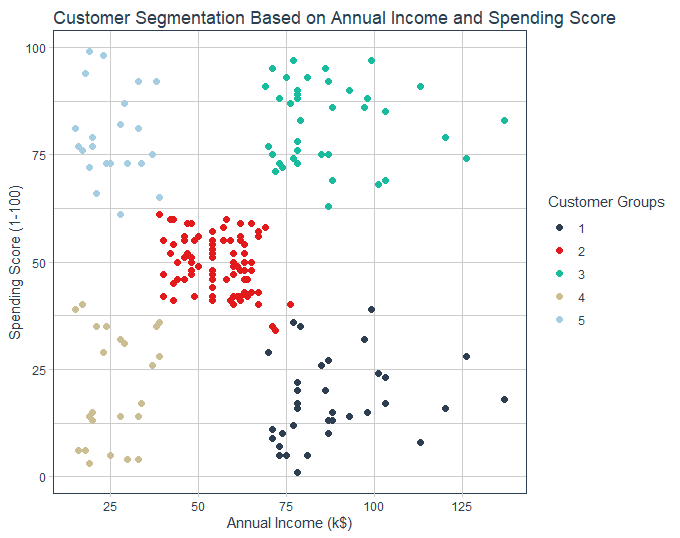 Customer Segmentation Based on Annual Income and Spending Score
100
75
50
25
0
Spending Score (1-100)
25 50 75 100 125
Annual Income (k$)
Customer Groups
1
2
3
4
5